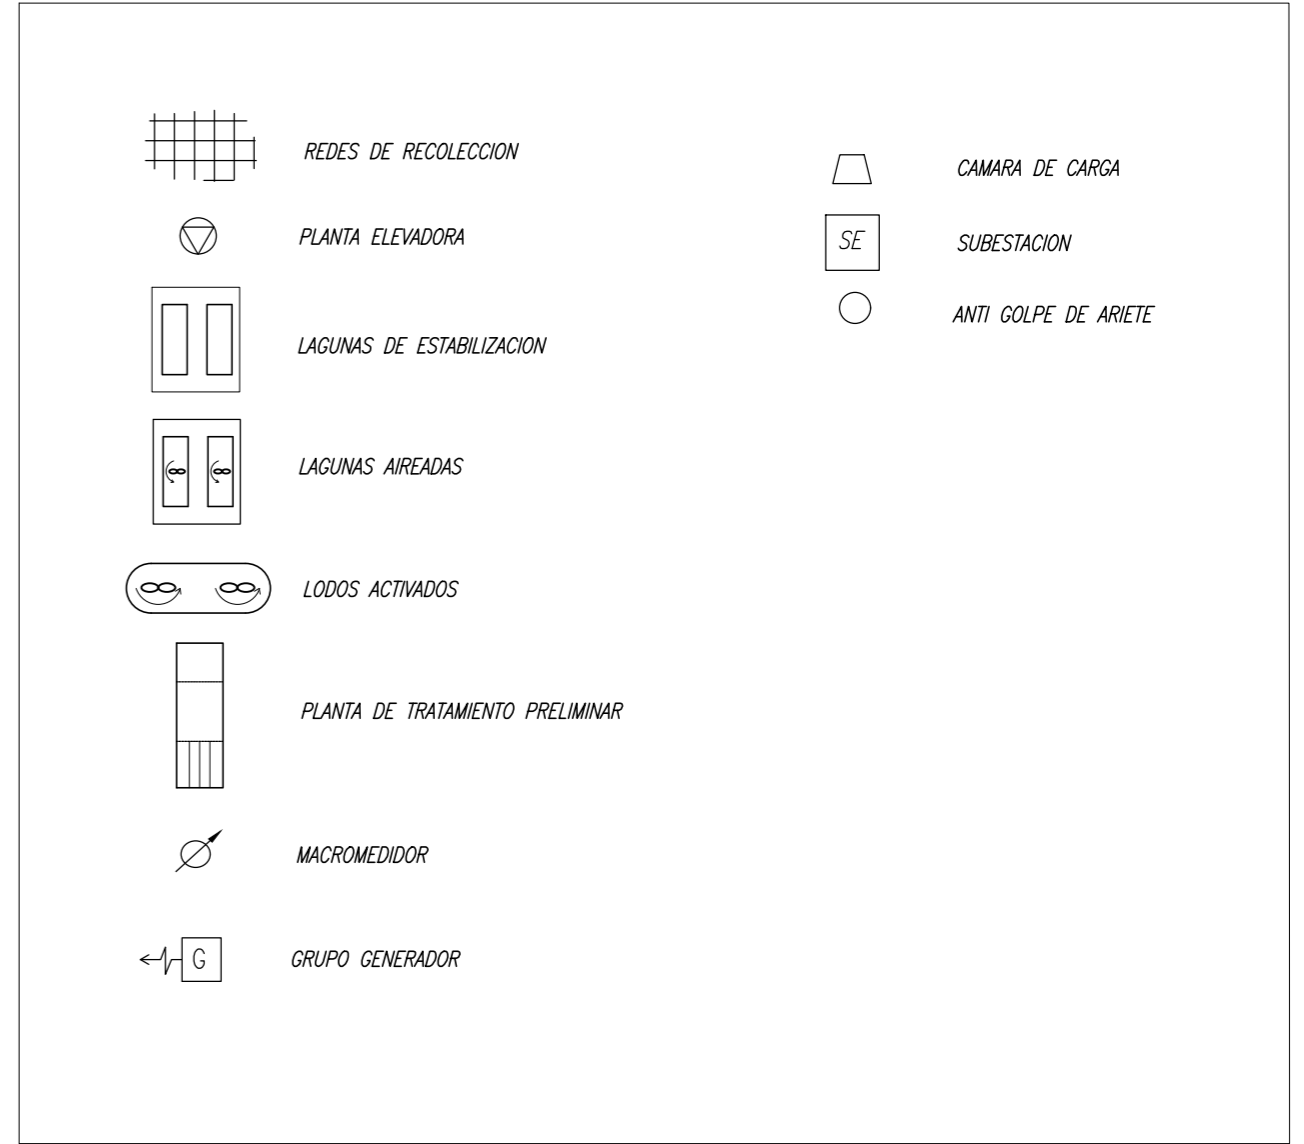 REDES DE RECOLECCION
PLANTA ELEVADORA
LAGUNAS DE ESTABILIZACION
LAGUNAS AIREADAS
LODOS ACTIVADOS
PLANTA DE TRATAMIENTO PRELIMINAR
MACROMEDIDOR
G GRUPO GENERADOR
CAMARA DE CARGA
SE SUBESTACION
ANTI GOLPE DE ARIETE